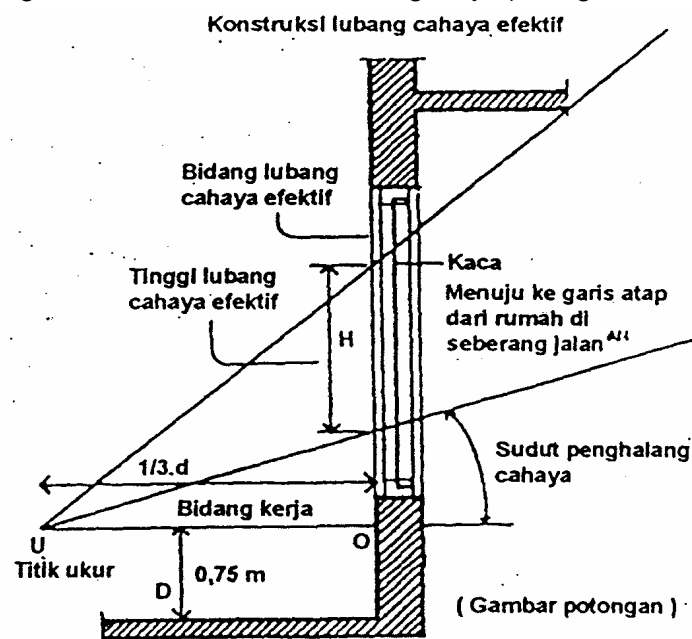 Konstruksi lubang cahaya efektif
Bidang lubang
cahaya efektif
Tinggi lubang
cahaya efektif
Kaca
Menuju ke garis atap
dari rumah di
seberang jalan
H
Sudut penghalang
cahaya
1/3.d
Bidang kerja
U
O
Titik ukur
D
0,75 m
( Gambar potongan )